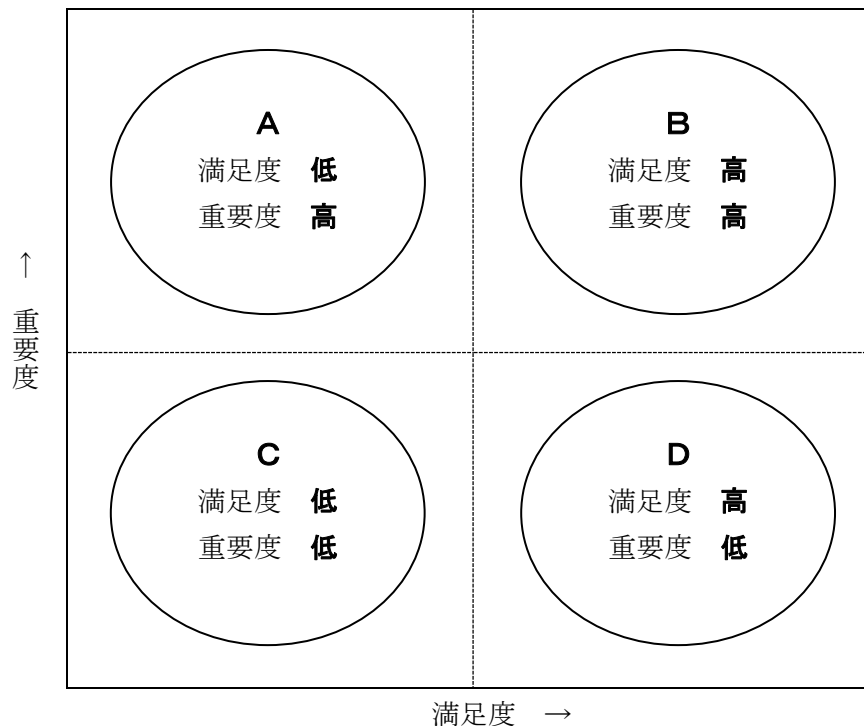 A
満足度 低
重要度 高
B
満足度 高
重要度 高
↑ 重要度
C
満足度 低
重要度 低
D
満足度 高
重要度 低
満足度 →